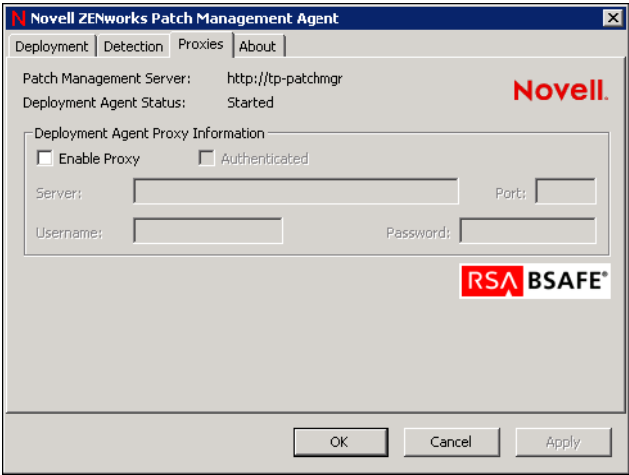 Novell ZENworks Patch Management Agent
Deployment Detection Proxies About
Patch Management Server: http://tp-patchmgr
Deployment Agent Status: Started
Novell.
Deployment Agent Proxy Information
Enable Proxy Authenticated
Server: Port:
Username: Password:
RSA BSAFE®
OK Cancel Apply